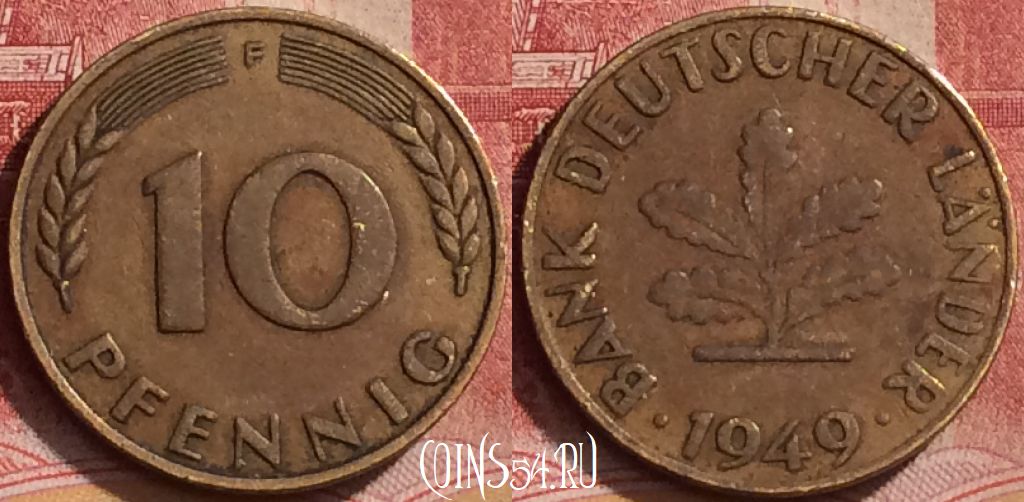 F
10
PFENNIG
BANK DEUTSCHER LÄNDER
· 1949 ·
COINS54.RU